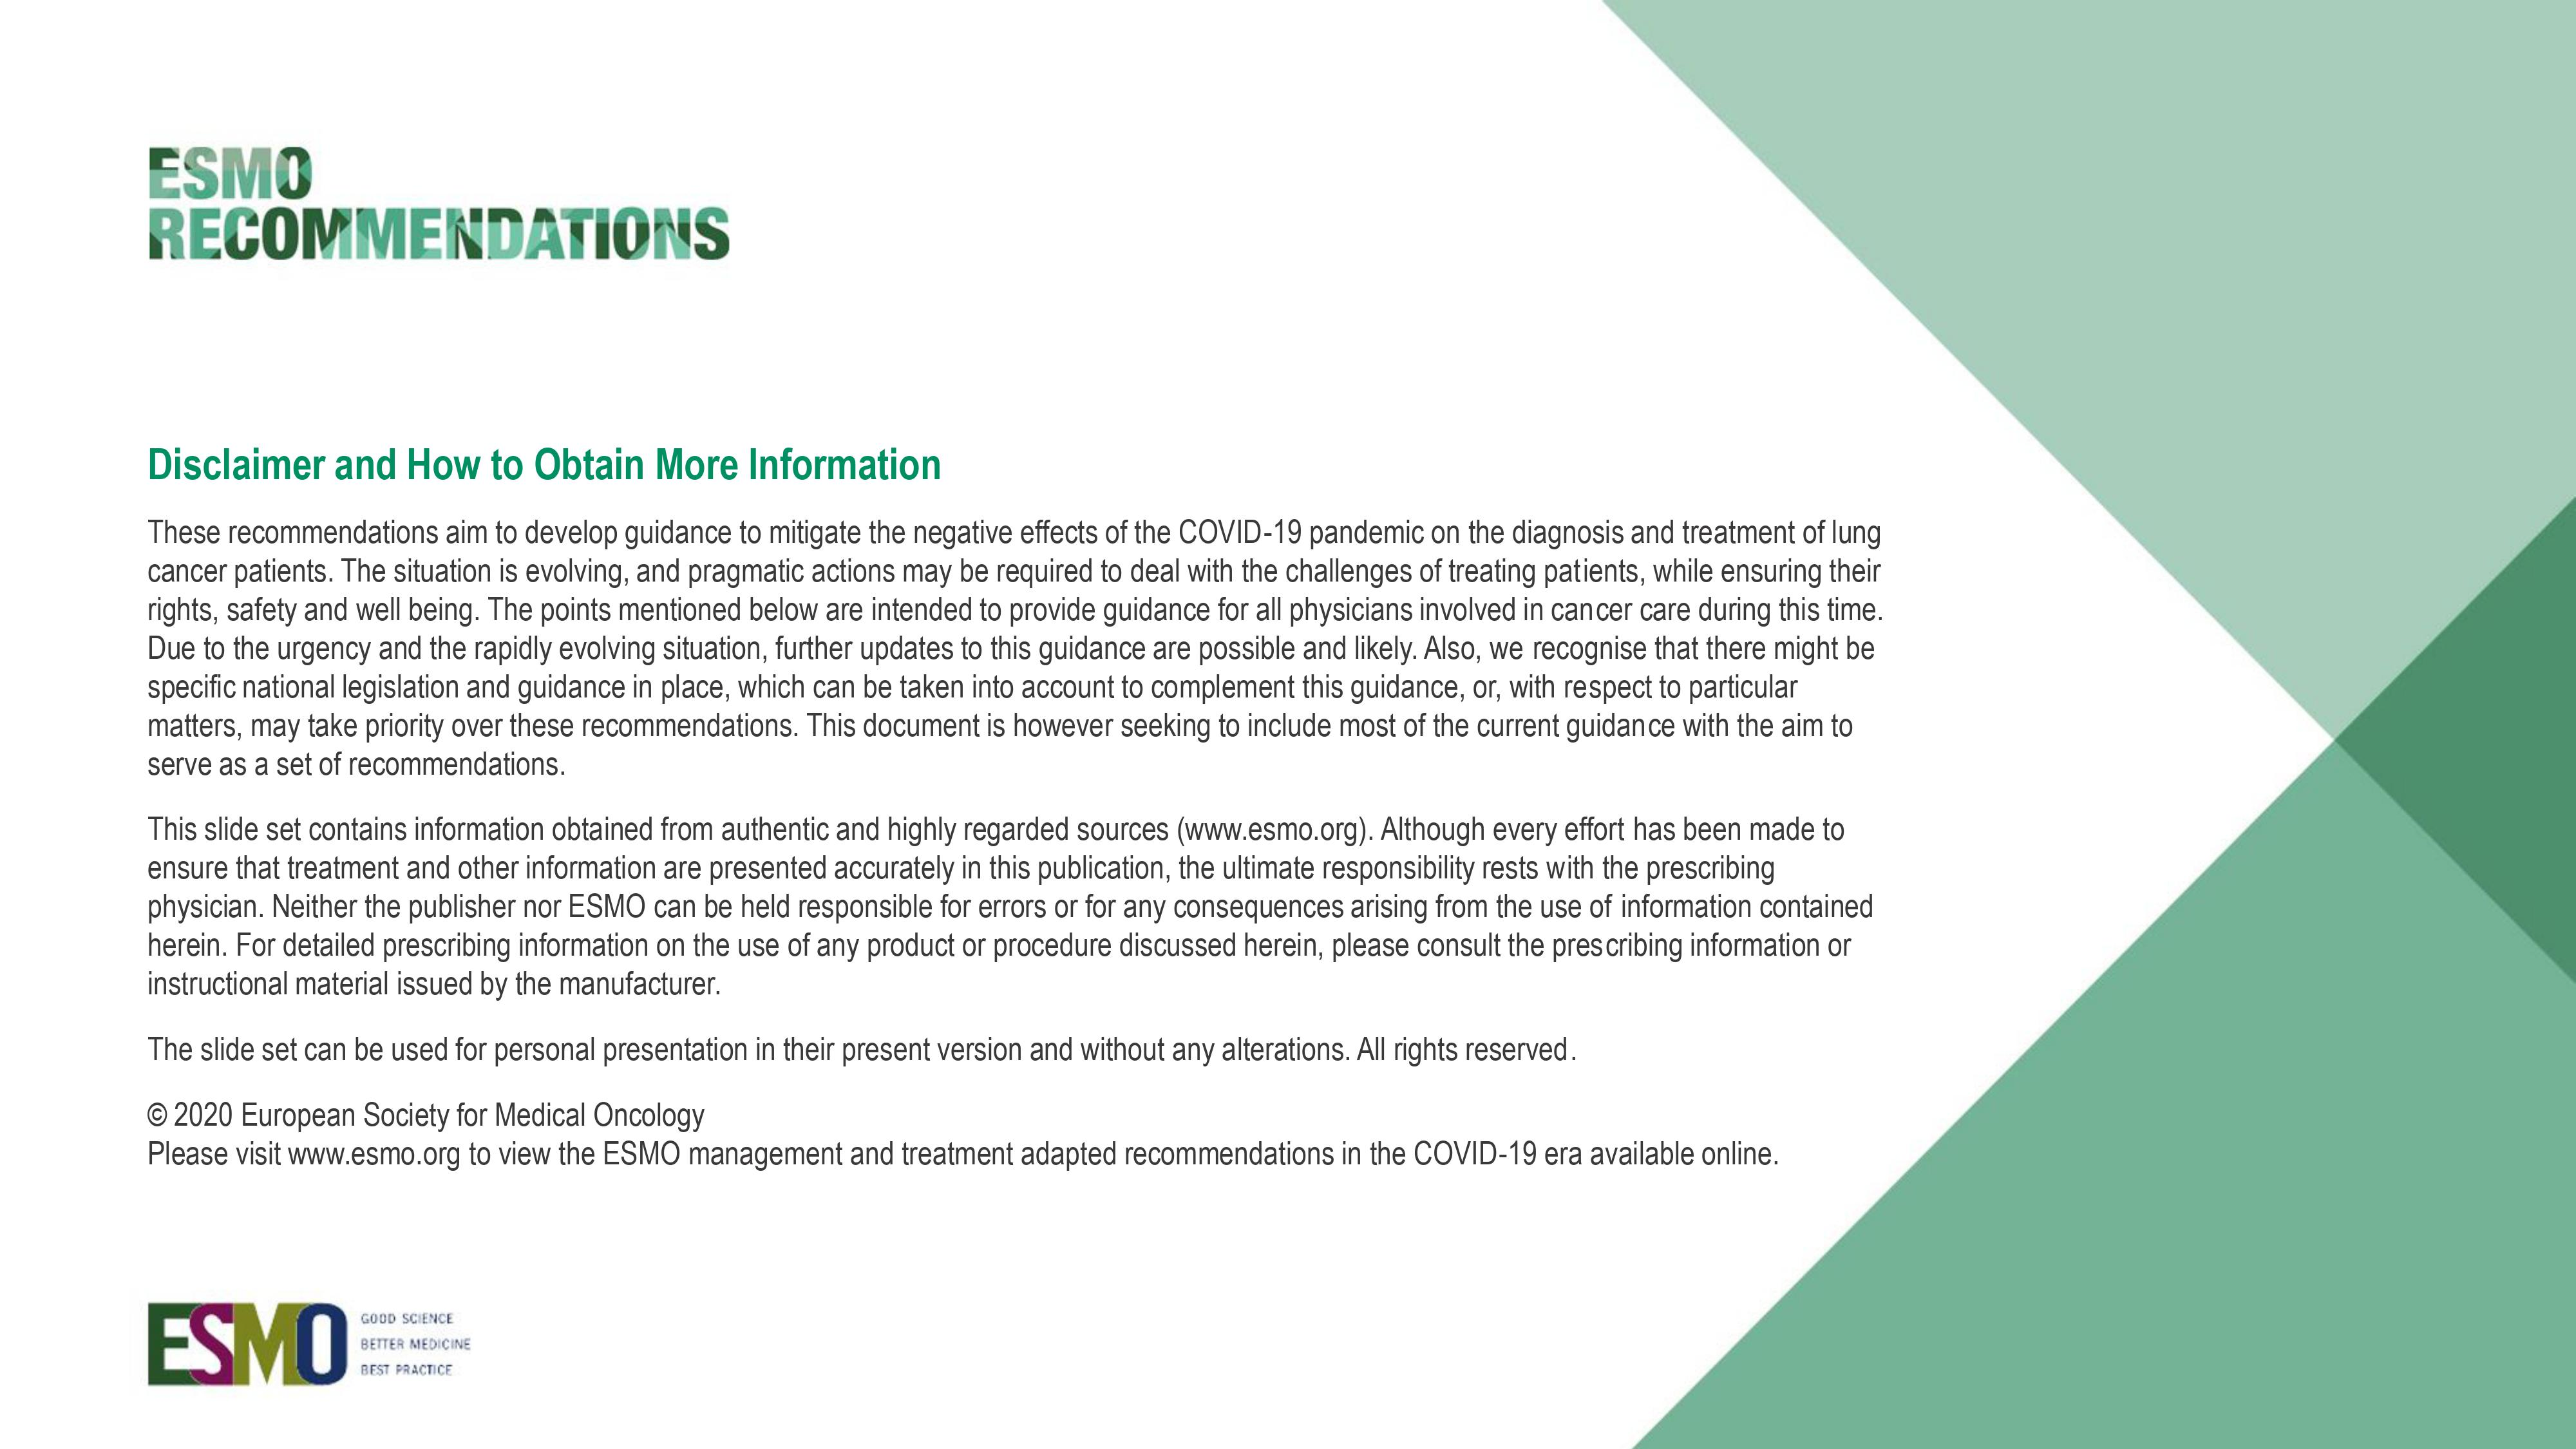 ESMO
RECOMMENDATIONS
Disclaimer and How to Obtain More Information
These recommendations aim to develop guidance to mitigate the negative effects of the COVID-19 pandemic on the diagnosis and treatment of lung
cancer patients. The situation is evolving, and pragmatic actions may be required to deal with the challenges of treating patients, while ensuring their
rights, safety and well being. The points mentioned below are intended to provide guidance for all physicians involved in cancer care during this time.
Due to the urgency and the rapidly evolving situation, further updates to this guidance are possible and likely. Also, we recognise that there might be
specific national legislation and guidance in place, which can be taken into account to complement this guidance, or, with respect to particular
matters, may take priority over these recommendations. This document is however seeking to include most of the current guidance with the aim to
serve as a set of recommendations.
This slide set contains information obtained from authentic and highly regarded sources (www.esmo.org). Although every effort has been made to
ensure that treatment and other information are presented accurately in this publication, the ultimate responsibility rests with the prescribing
physician. Neither the publisher nor ESMO can be held responsible for errors or for any consequences arising from the use of information contained
herein. For detailed prescribing information on the use of any product or procedure discussed herein, please consult the prescribing information or
instructional material issued by the manufacturer.
The slide set can be used for personal presentation in their present version and without any alterations. All rights reserved.
© 2020 European Society for Medical Oncology
Please visit www.esmo.org to view the ESMO management and treatment adapted recommendations in the COVID-19 era available online.
ESMO
GOOD SCIENCE
BETTER MEDICINE
BEST PRACTICE